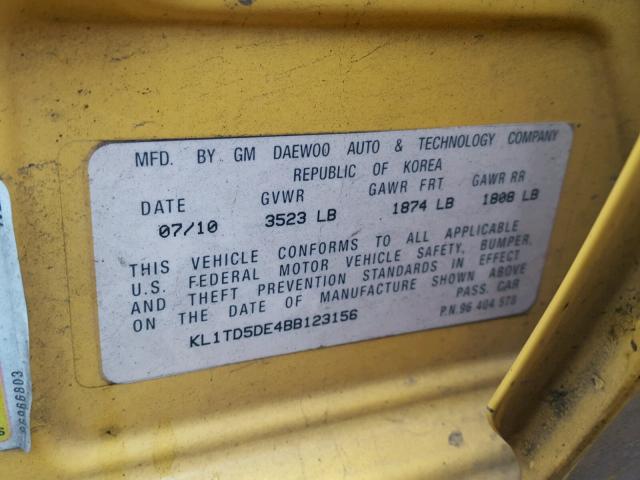 MFD. BY GM DAEWOO AUTO & TECHNOLOGY COMPANY
REPUBLIC OF KOREA
DATE GVWR GAWR FRT GAWR RR
07/10 3523 LB 1874 LB 1808 LB
THIS VEHICLE CONFORMS TO ALL APPLICABLE
U.S. FEDERAL MOTOR VEHICLE SAFETY, BUMPER,
AND THEFT PREVENTION STANDARDS IN EFFECT
ON THE DATE OF MANUFACTURE SHOWN ABOVE
PASS. CAR
KL1TD5DE4BB123156
P.N.96 404 578
96966803